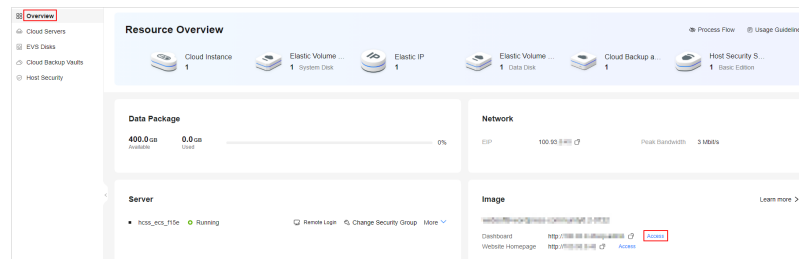 Overview
Cloud Servers
EVS Disks
Cloud Backup Vaults
Host Security
Resource Overview
Process Flow Usage Guideline
Cloud Instance
1
Elastic Volume ...
1 System Disk
Elastic IP
1
Elastic Volume ...
1 Data Disk
Cloud Backup a...
1
Host Security S...
1 Basic Edition
Data Package
400.0 GB 0.0 GB
Available Used
0%
Network
EIP 100.93 Peak Bandwidth 3 Mbit/s
Server
hcss_ecs_f15e Running Remote Login Change Security Group More
Image Learn more
Dashboard http:// Access
Website Homepage http:// Access